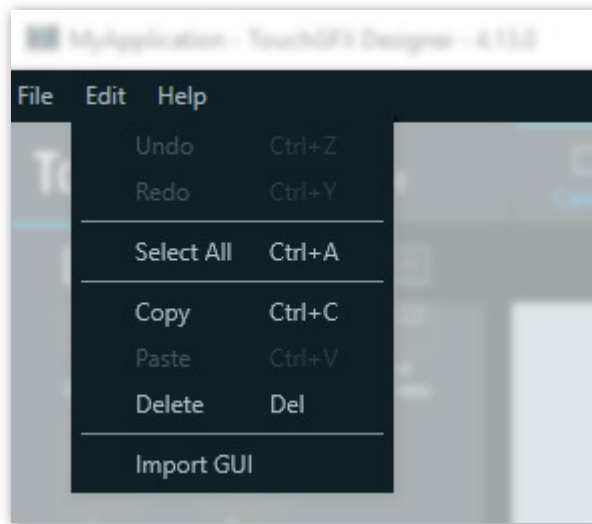 MyApplication - TouchGFX Designer - 4.13.0
File Edit Help
Undo Ctrl+Z
Redo Ctrl+Y
Select All Ctrl+A
Copy Ctrl+C
Paste Ctrl+V
Delete Del
Import GUI